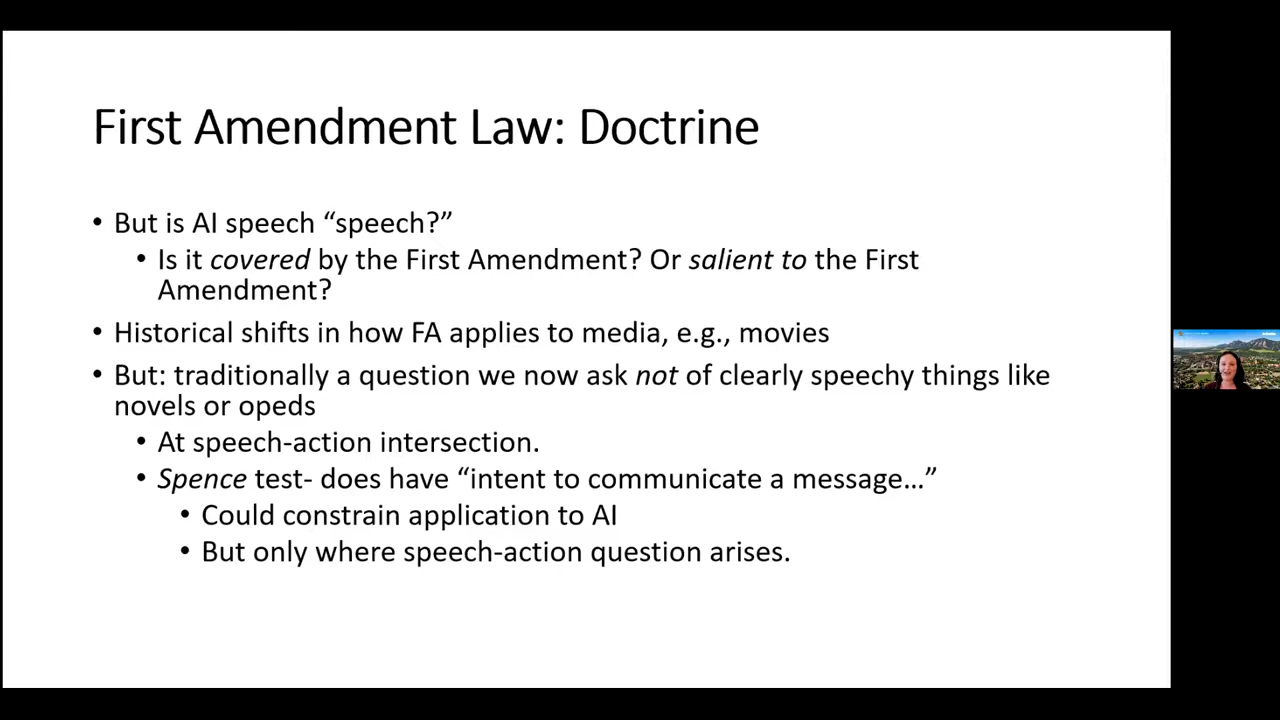 First Amendment Law: Doctrine
• But is AI speech “speech?”
• Is it covered by the First Amendment? Or salient to the First
Amendment?
• Historical shifts in how FA applies to media, e.g., movies
• But: traditionally a question we now ask not of clearly speechy things like
novels or opeds
• At speech-action intersection.
• Spence test- does have “intent to communicate a message…”
• Could constrain application to AI
• But only where speech-action question arises.